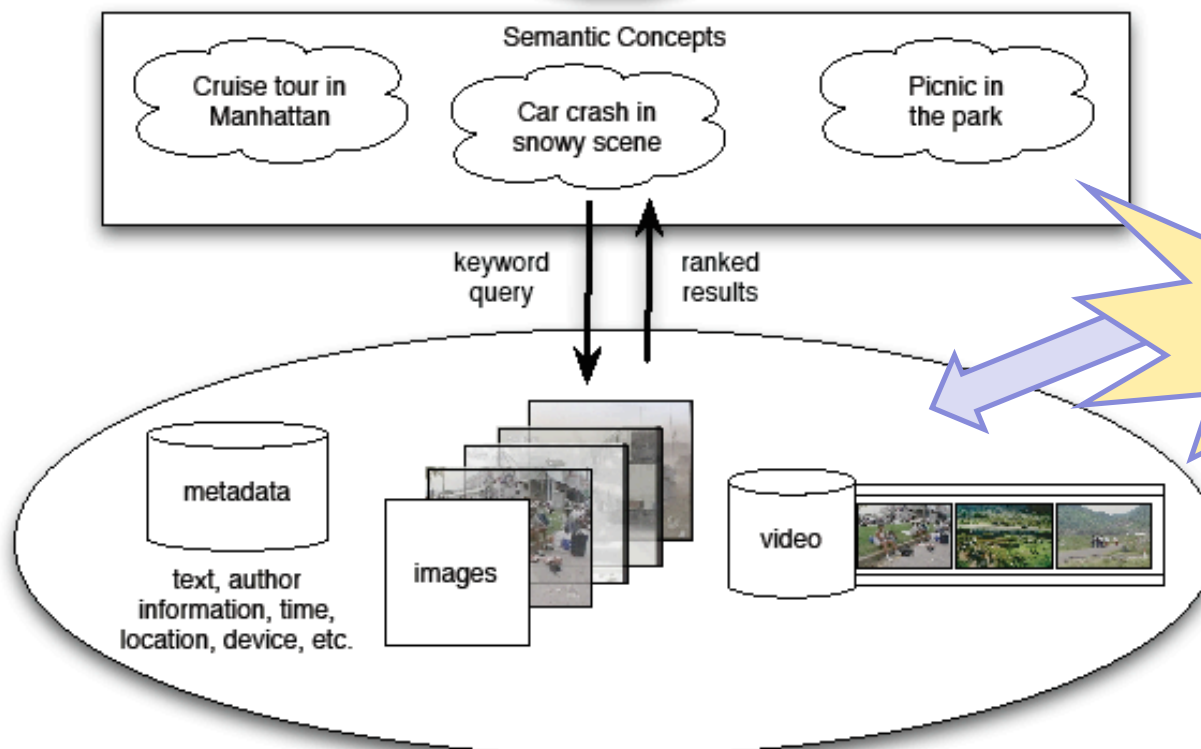 Semantic Concepts
Cruise tour in
Manhattan
Car crash in
snowy scene
Picnic in
the park
keyword
query
ranked
results
metadata
text, author
information, time,
location, device, etc.
images
video